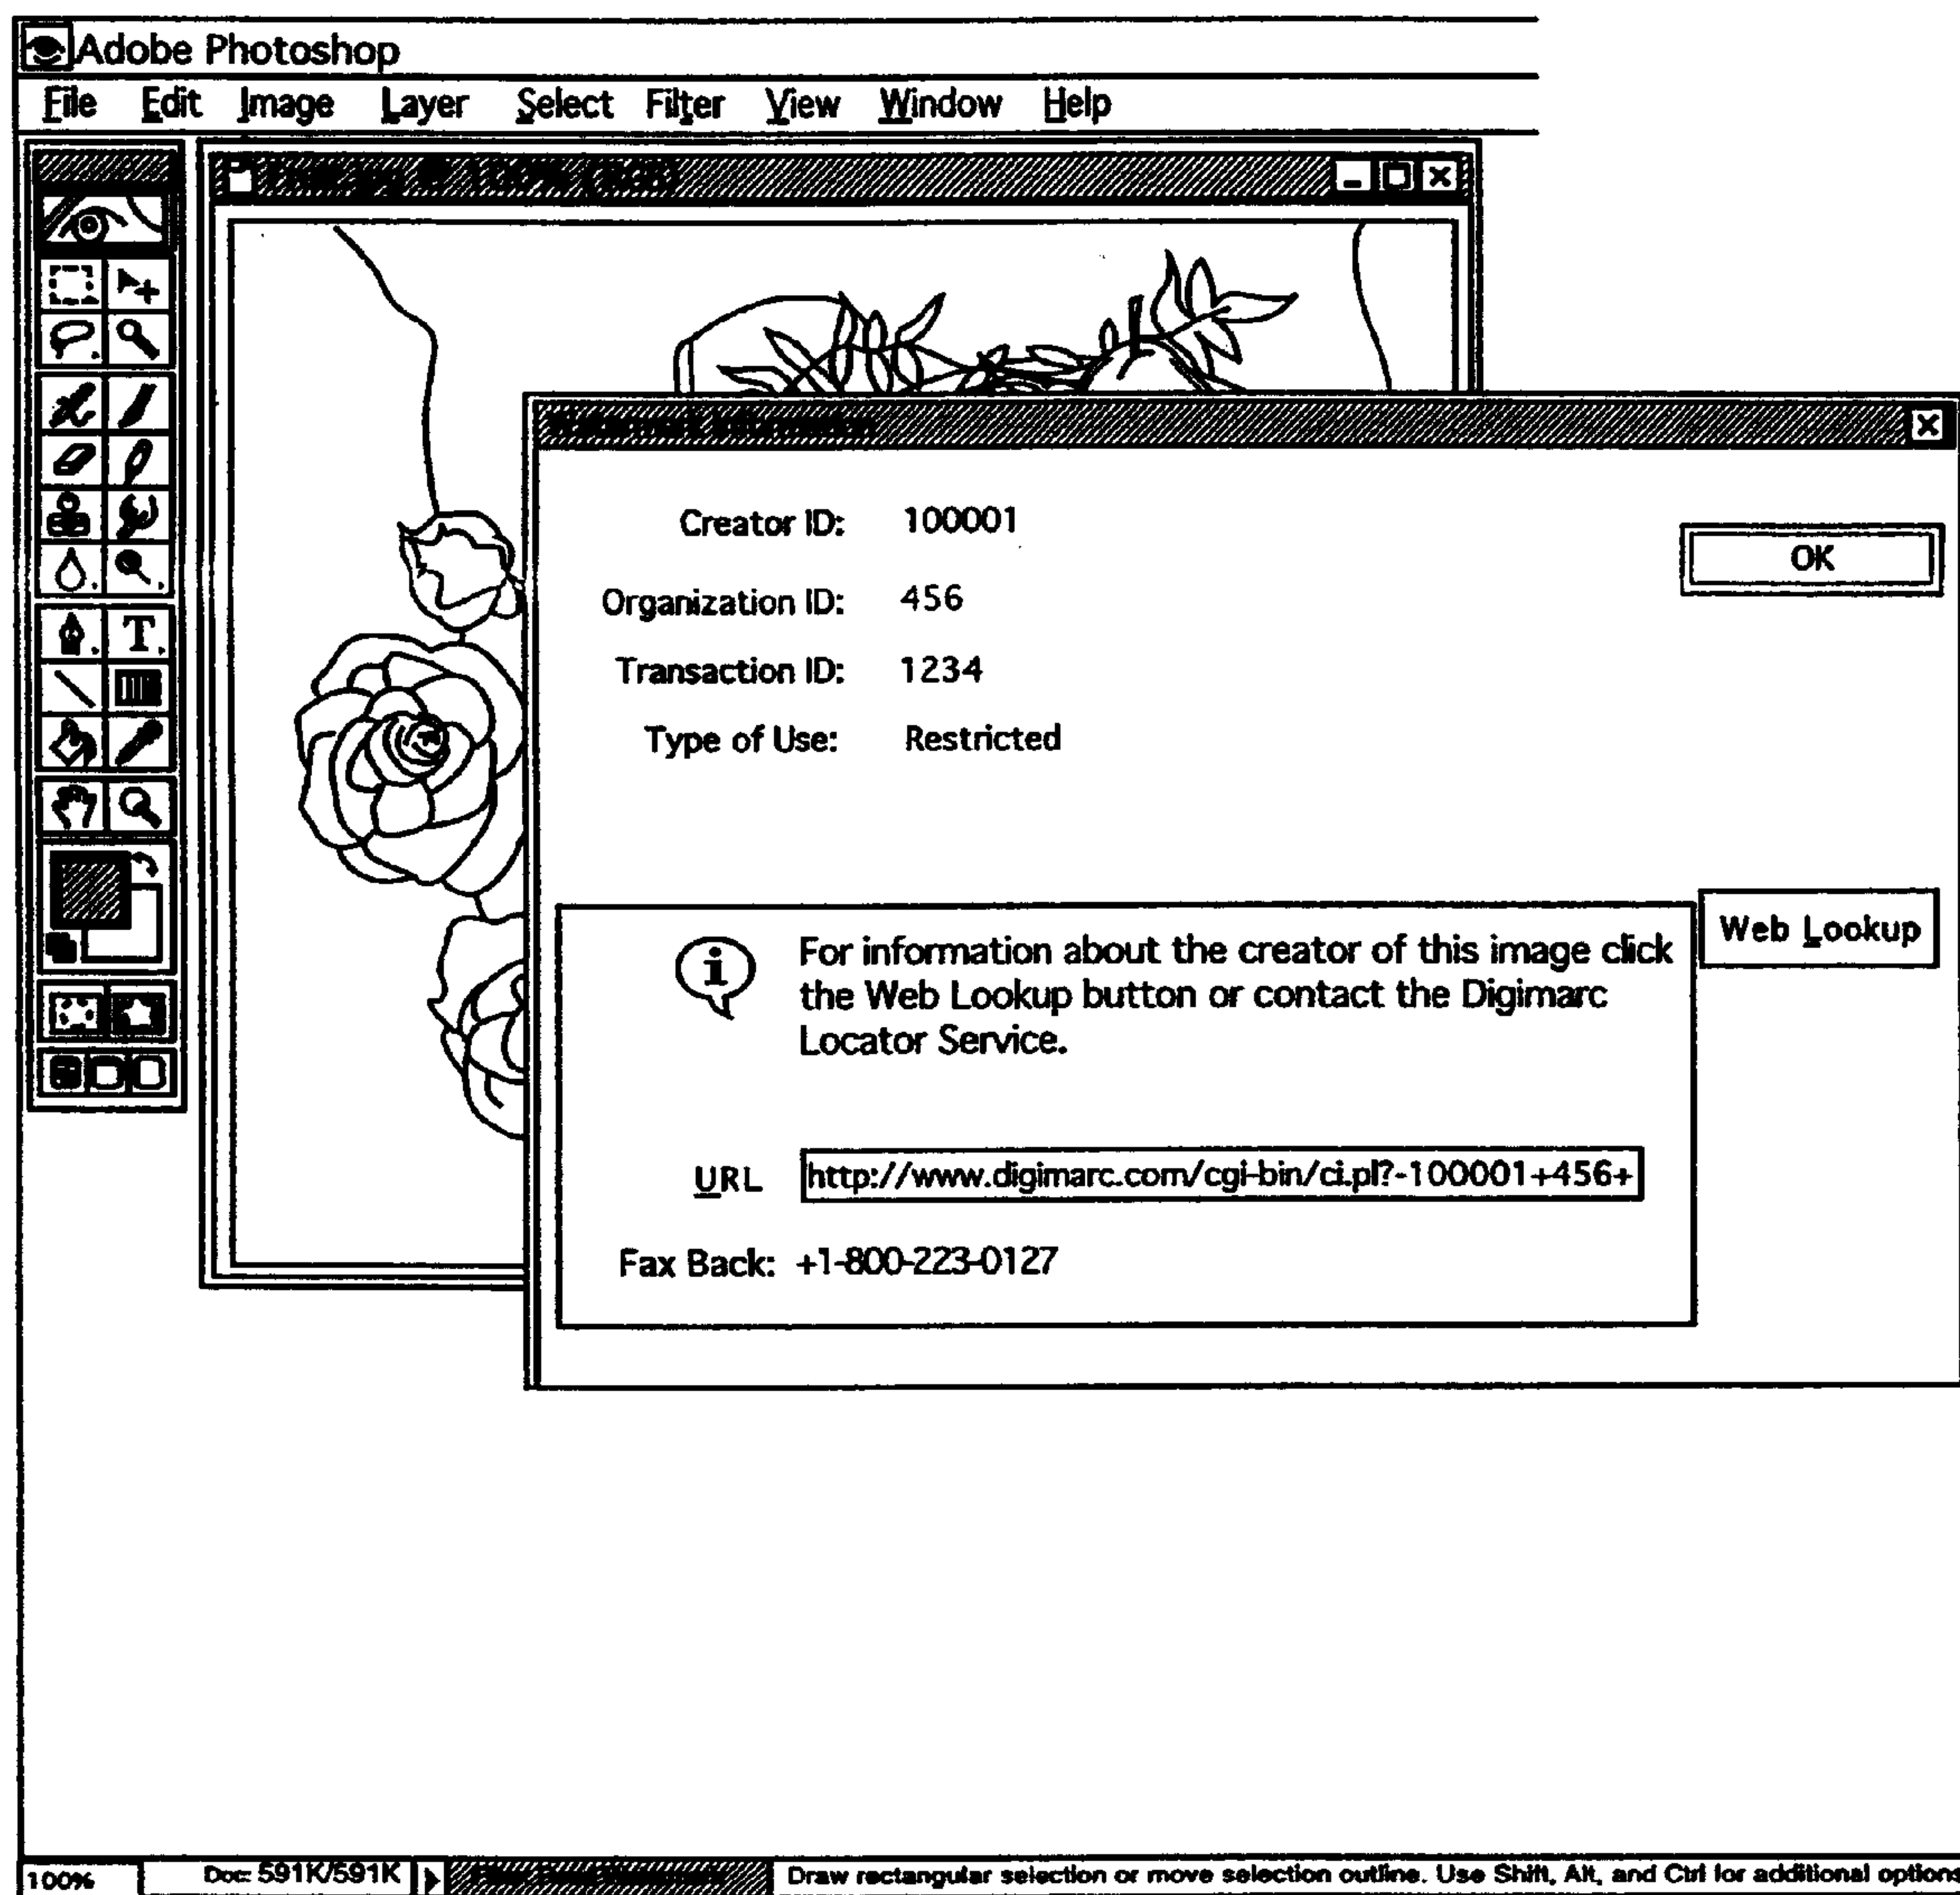 Adobe Photoshop
File Edit Image Layer Select Filter View Window Help
100% (RGB)
Watermark Information
Creator ID: 100001
OK
Organization ID: 456
Transaction ID: 1234
Type of Use: Restricted
Web Lookup
For information about the creator of this image click
the Web Lookup button or contact the Digimarc
Locator Service.
URL http://www.digimarc.com/cgi-bin/ci.pl?-100001+456+
Fax Back: +1-800-223-0127
T
100% Doc: 591K/591K Draw rectangular selection or move selection outline. Use Shift, Alt, and Ctrl for additional options